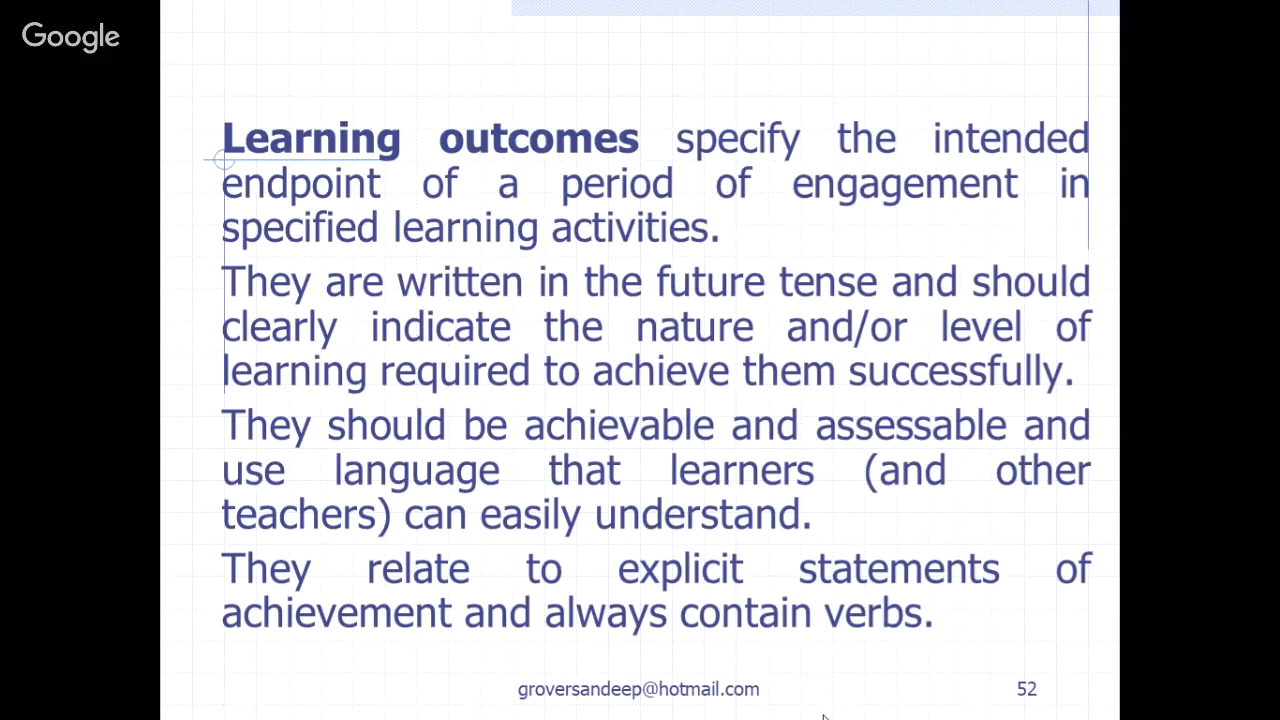 Google
Learning outcomes specify the intended
endpoint of a period of engagement in
specified learning activities.
They are written in the future tense and should
clearly indicate the nature and/or level of
learning required to achieve them successfully.
They should be achievable and assessable and
use language that learners (and other
teachers) can easily understand.
They relate to explicit statements of
achievement and always contain verbs.
groversandeep@hotmail.com
52